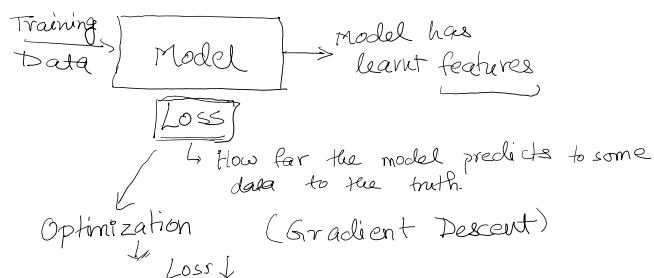 Training
Data
Model
Model has
learnt features
Loss
↳ How far the model predicts to some
data to the truth.
Optimization (Gradient Descent)
Loss ↓